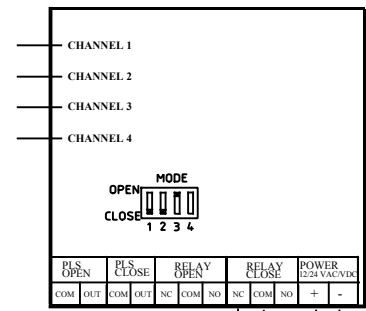 CHANNEL 1
CHANNEL 2
CHANNEL 3
CHANNEL 4
MODE
OPEN
CLOSE
1 2 3 4
PLS OPEN PLS CLOSE RELAY OPEN RELAY CLOSE POWER 12/24 VAC/VDC
COM OUT COM OUT NC COM NO NC COM NO + -